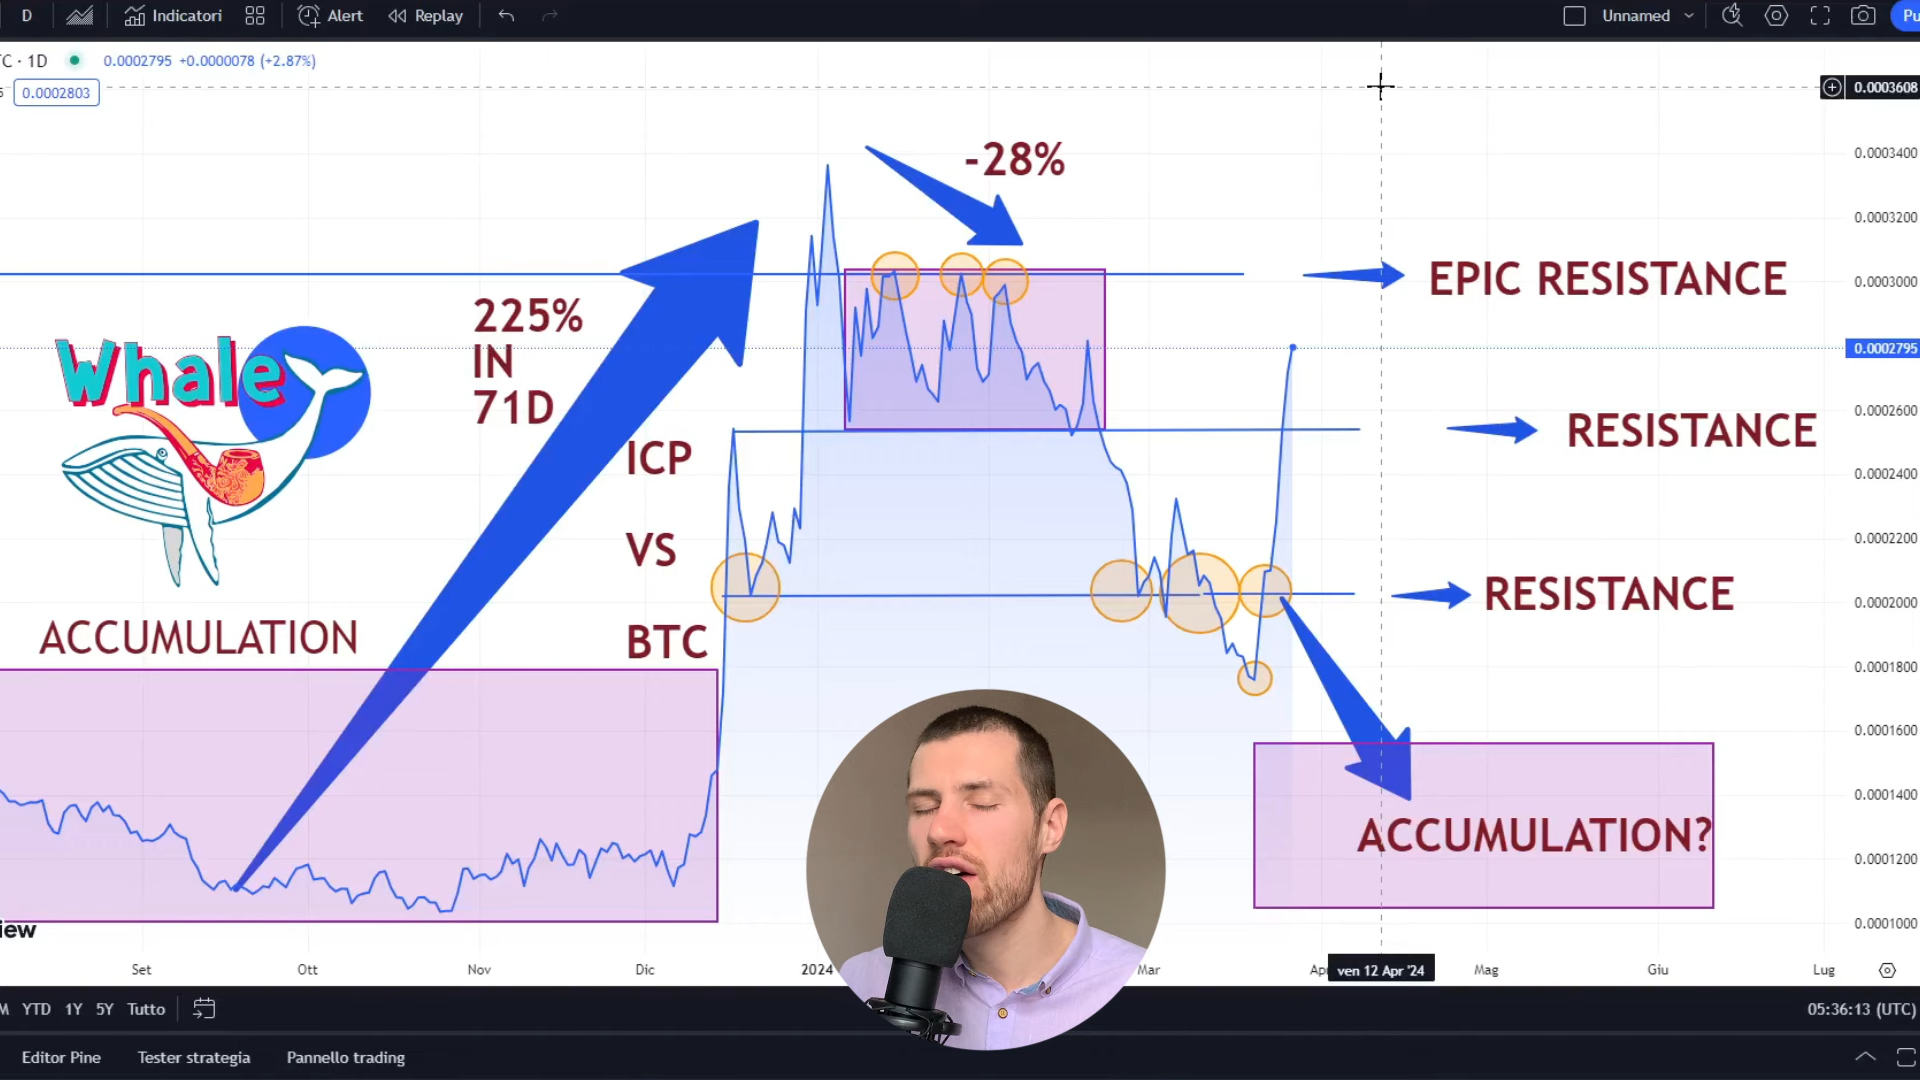 D Indicatori Alert Replay Unnamed Pu
C · 1D 0.0002795 +0.0000078 (+2.87%)
0.0002803
0.0003608
-28%
0.0003400
0.0003200
EPIC RESISTANCE
0.0003000
225%
IN
71D
Whale
0.0002795
0.0002600
RESISTANCE
ICP
VS
BTC
0.0002400
0.0002200
RESISTANCE
0.0002000
ACCUMULATION
0.0001800
0.0001600
0.0001400
ACCUMULATION?
0.0001200
0.0001000
iew
Set Ott Nov Dic 2024 Mar Ap ven 12 Apr '24 Mag Giu Lug
M YTD 1Y 5Y Tutto 05:36:13 (UTC)
Editor Pine Tester strategia Pannello trading